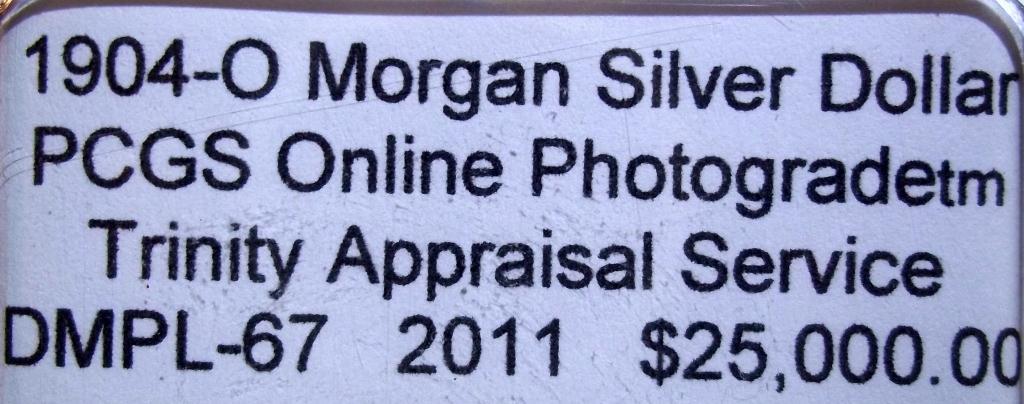 1904-O Morgan Silver Dollar
PCGS Online Photogradetm
Trinity Appraisal Service
DMPL-67 2011 $25,000.00